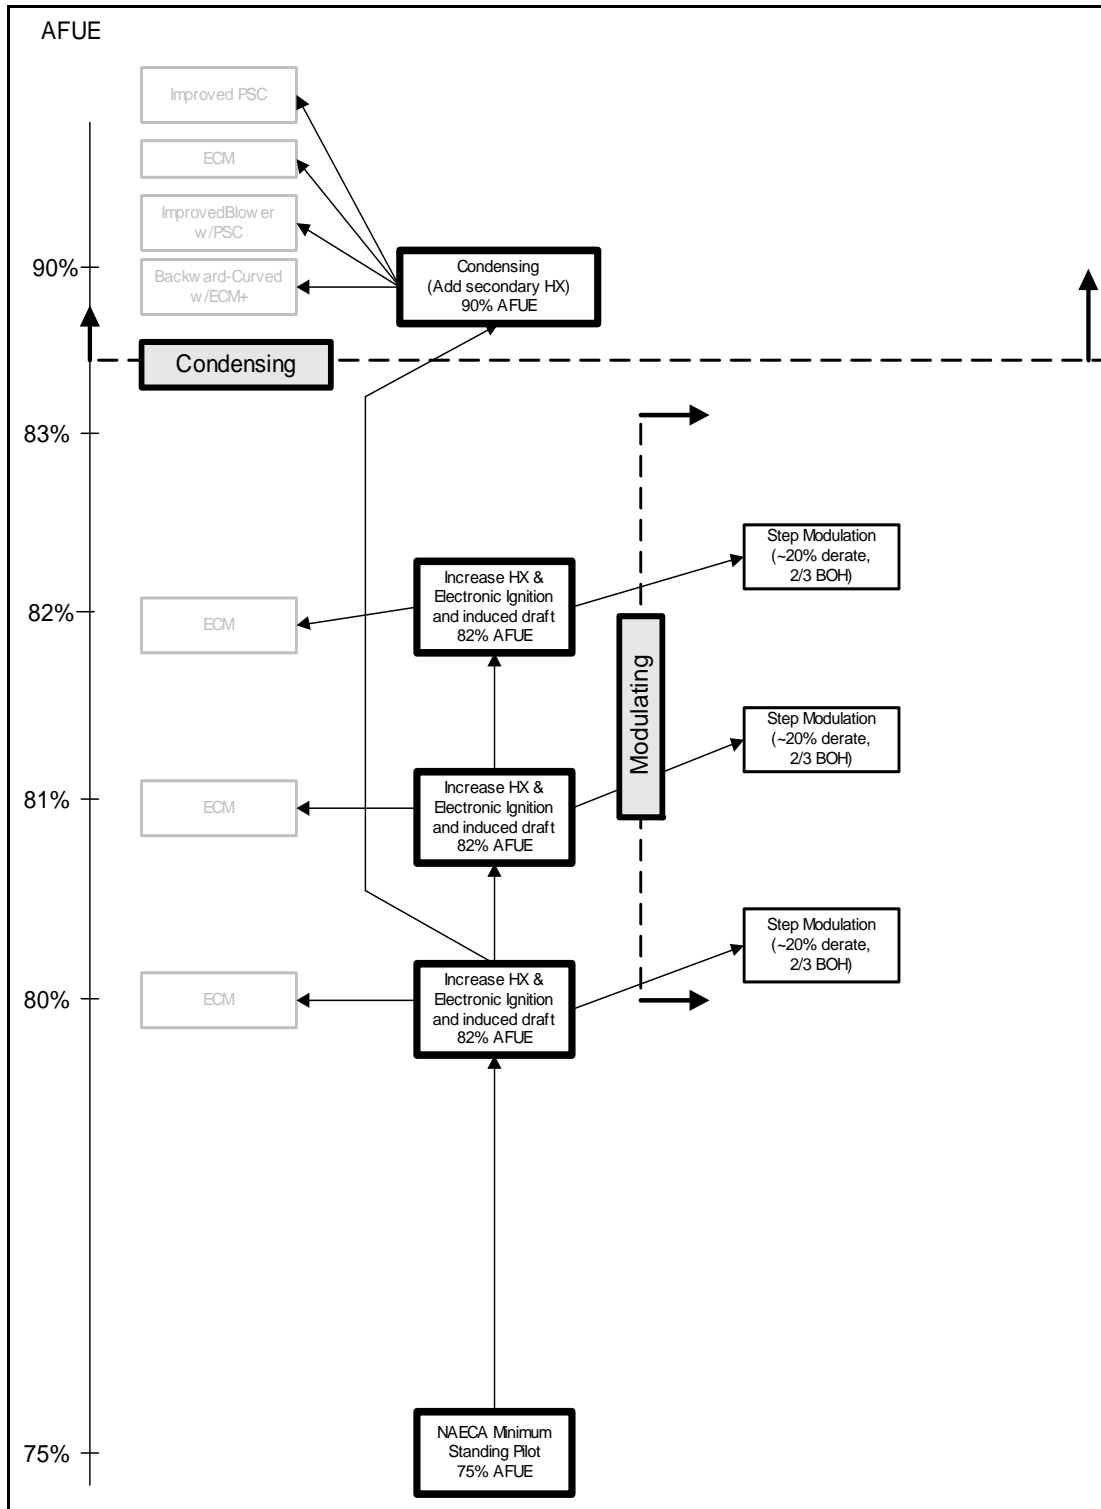 AFUE
Improved PSC
ECM
ImprovedBlower
w/PSC
Backward-Curved
w/ECM+
90%
Condensing
(Add secondary HX)
90% AFUE
Condensing
83%
Step Modulation
(~20% derate,
2/3 BOH)
Increase HX &
Electronic Ignition
and induced draft
82% AFUE
82%
ECM
Modulating
Step Modulation
(~20% derate,
2/3 BOH)
81%
ECM
Increase HX &
Electronic Ignition
and induced draft
82% AFUE
Step Modulation
(~20% derate,
2/3 BOH)
80%
ECM
Increase HX &
Electronic Ignition
and induced draft
82% AFUE
75%
NAECA Minimum
Standing Pilot
75% AFUE